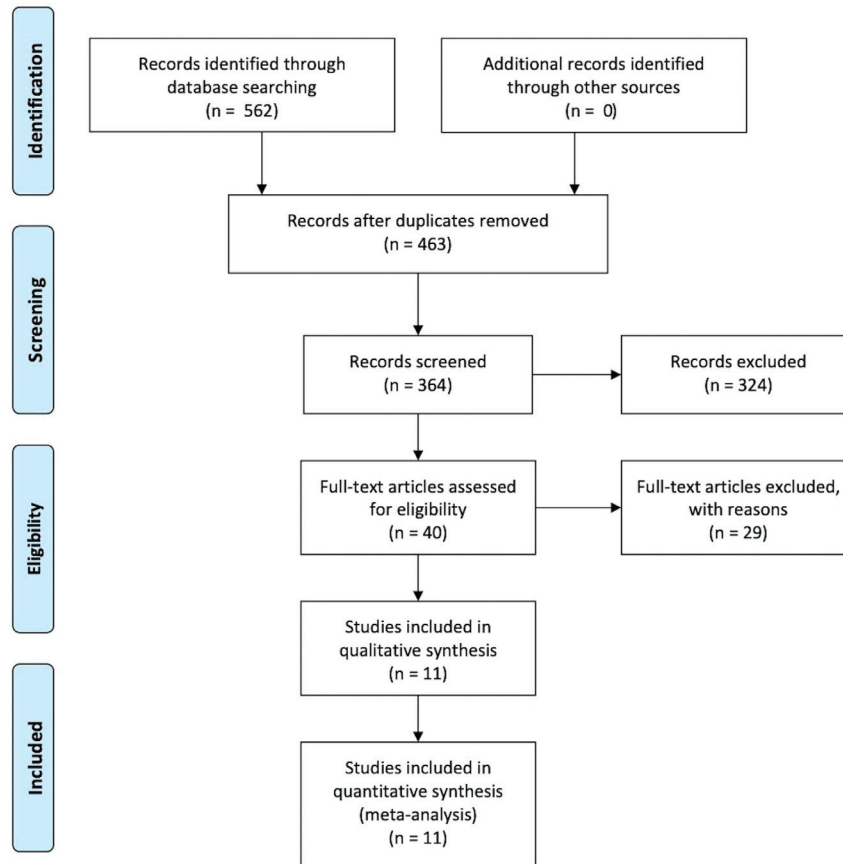 Identification
Records identified through
database searching
(n = 562)
Additional records identified
through other sources
(n = 0)
Records after duplicates removed
(n = 463)
Screening
Records screened
(n = 364)
Records excluded
(n = 324)
Eligibility
Full-text articles assessed
for eligibility
(n = 40)
Full-text articles excluded,
with reasons
(n = 29)
Studies included in
qualitative synthesis
(n = 11)
Included
Studies included in
quantitative synthesis
(meta-analysis)
(n = 11)